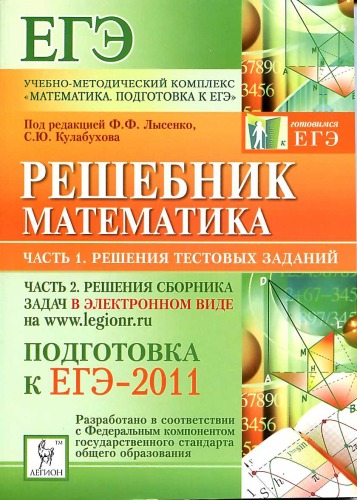 ЕГЭ
УЧЕБНО-МЕТОДИЧЕСКИЙ КОМПЛЕКС
«МАТЕМАТИКА. ПОДГОТОВКА К ЕГЭ»
Под редакцией Ф.Ф. Лысенко,
С.Ю. Кулабухова
готовимся
к ЕГЭ
РЕШЕБНИК
МАТЕМАТИКА
ЧАСТЬ 1. РЕШЕНИЯ ТЕСТОВЫХ ЗАДАНИЙ
ЧАСТЬ 2. РЕШЕНИЯ СБОРНИКА
ЗАДАЧ В ЭЛЕКТРОННОМ ВИДЕ
на www.legionr.ru
ПОДГОТОВКА
К ЕГЭ-2011
Разработано в соответствии
с Федеральным компонентом
государственного стандарта
общего образования
ЛЕГИОН
TM